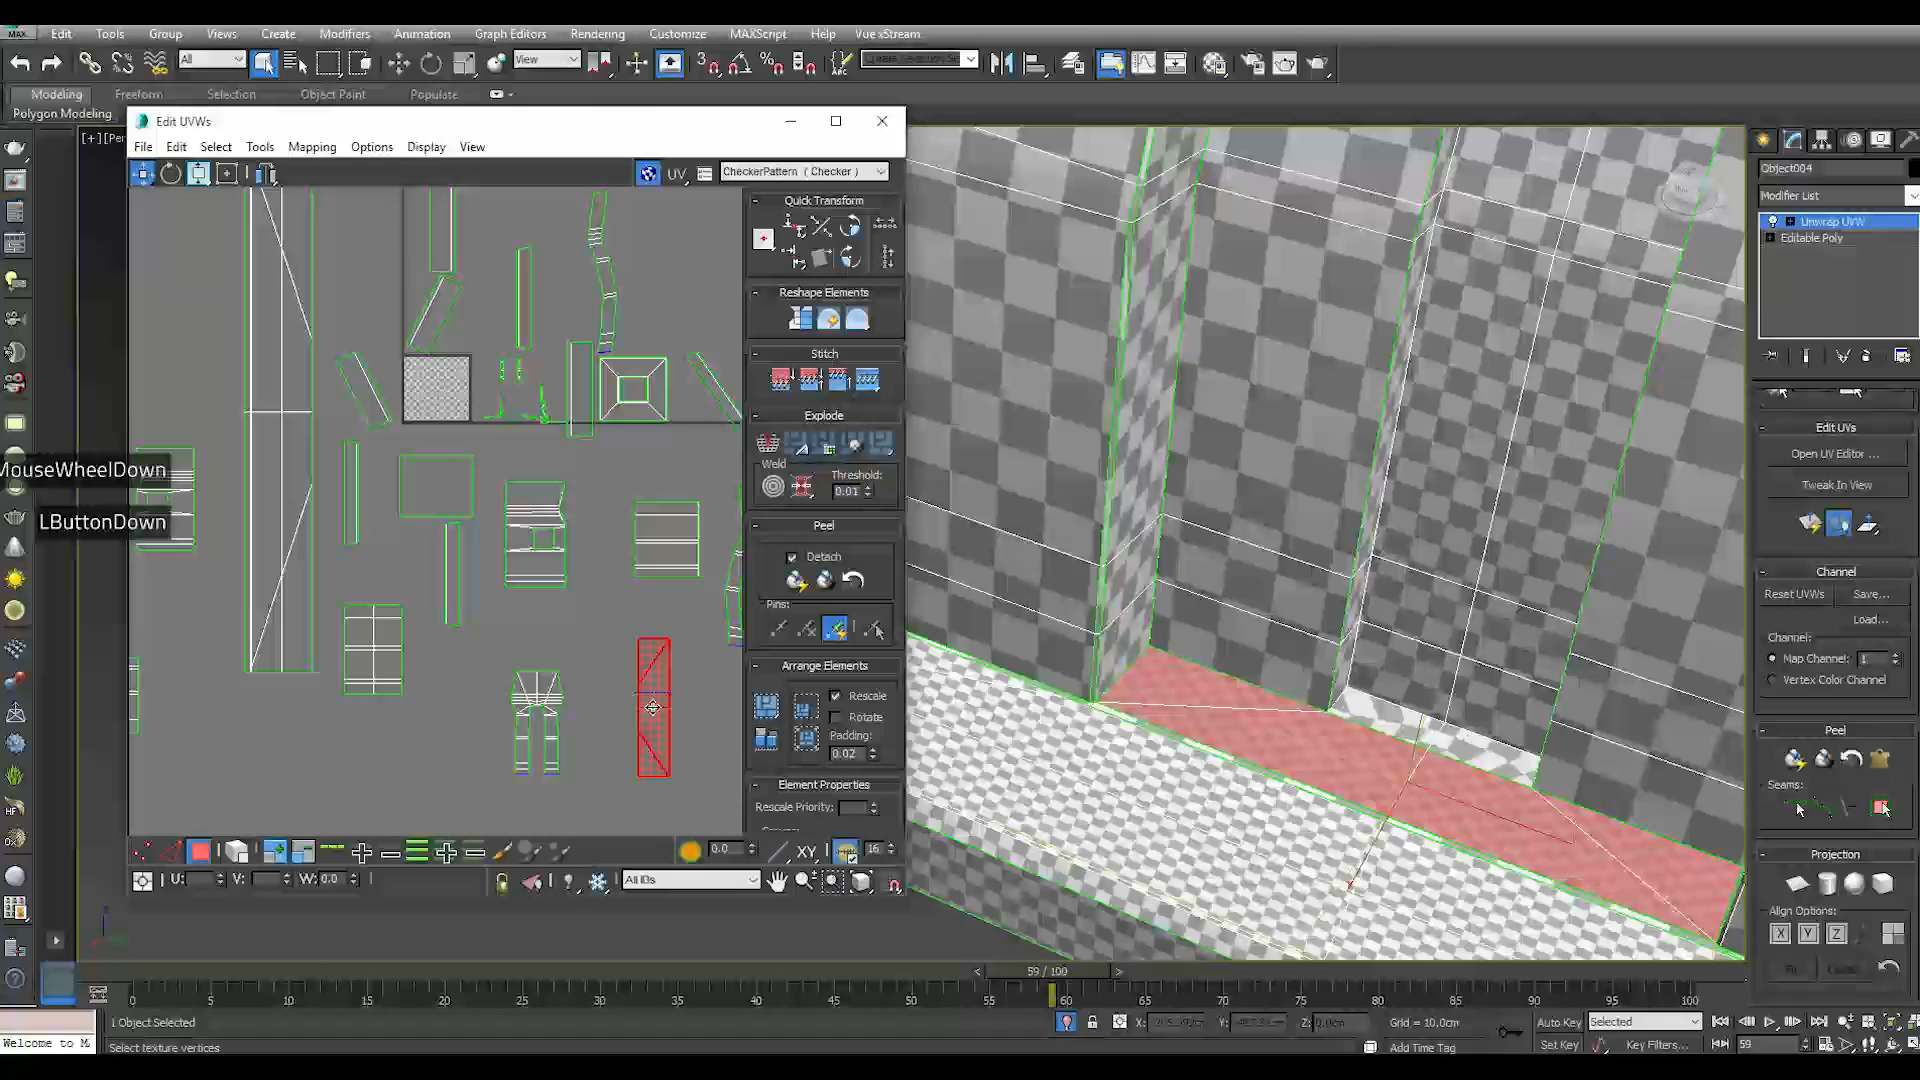 MAX
Edit Tools Group Views Create Modifiers Animation Graph Editors Rendering Customize MAXScript Help Vue xStream
All
View
Modeling Freeform Selection Object Paint Populate
Polygon Modeling
Edit UVWs
File Edit Select Tools Mapping Options Display View
UV
CheckerPattern ( Checker )
Quick Transform
Reshape Elements
Stitch
Explode
Weld
Threshold:
0.01
Peel
Detach
Pins:
Arrange Elements
Rescale
Rotate
Padding:
0.02
Element Properties
Rescale Priority:
MouseWheelDown
LButtonDown
0.0
XY
16
U:
V:
W: 0.0
All IDs
Object004
Modifier List
Unwrap UVW
Editable Poly
Edit UVs
Open UV Editor ...
Tweak In View
Channel
Reset UVWs Save...
Load...
Channel:
Map Channel: 1
Vertex Color Channel
Peel
Seams:
Projection
Align Options:
X Y Z
59 / 100
0 5 10 15 20 25 30 35 40 45 50 55 60 65 70 75 80 85 90 95 100
1 Object Selected
X:
Y:
Z: 0.0cm
Grid = 10.0cm
Auto Key
Selected
Welcome to M
Select texture vertices
Add Time Tag
Set Key
Key Filters...
59